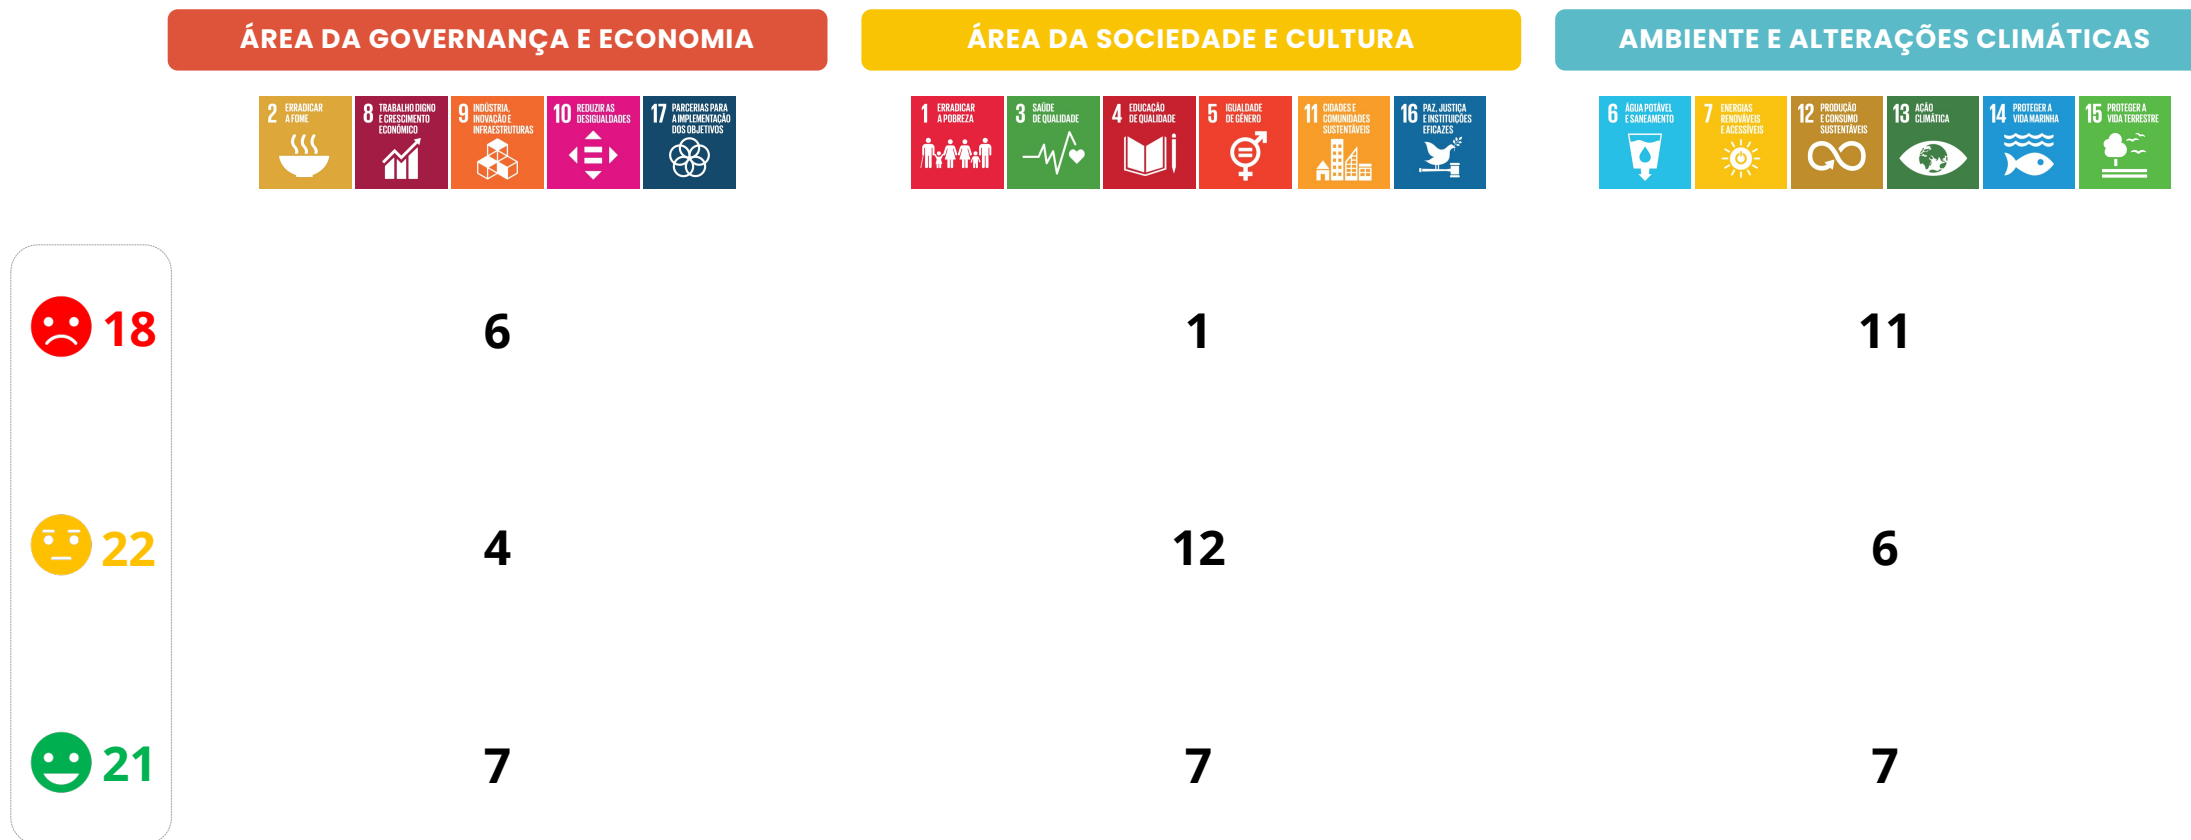 ÁREA DA GOVERNANÇA E ECONOMIA
ÁREA DA SOCIEDADE E CULTURA
AMBIENTE E ALTERAÇÕES CLIMÁTICAS
2 ERRADICAR
A FOME
8 TRABALHO DIGNO
E CRESCIMENTO
ECONÓMICO
9 INDÚSTRIA,
INOVAÇÃO E
INFRAESTRUTURAS
10 REDUZIR AS
DESIGUALDADES
17 PARCERIAS PARA
A IMPLEMENTAÇÃO
DOS OBJETIVOS
1 ERRADICAR
A POBREZA
3 SAÚDE
DE QUALIDADE
4 EDUCAÇÃO
DE QUALIDADE
5 IGUALDADE
DE GÉNERO
11 CIDADES E
COMUNIDADES
SUSTENTÁVEIS
16 PAZ, JUSTIÇA
E INSTITUIÇÕES
EFICAZES
6 ÁGUA POTÁVEL
E SANEAMENTO
7 ENERGIAS
RENOVÁVEIS
E ACESSÍVEIS
12 PRODUÇÃO
E CONSUMO
SUSTENTÁVEIS
13 AÇÃO
CLIMÁTICA
14 PROTEGER A
VIDA MARINHA
15 PROTEGER A
VIDA TERRESTRE
18 6 1 11
22 4 12 6
21 7 7 7